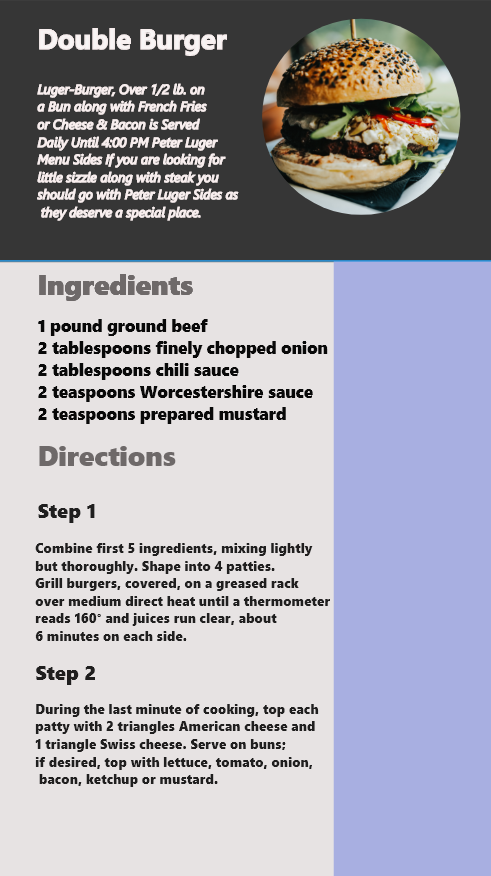 Double Burger
Luger-Burger, Over 1/2 lb. on
a Bun along with French Fries
or Cheese & Bacon is Served
Daily Until 4:00 PM Peter Luger
Menu Sides if you are looking for
little sizzle along with steak you
should go with Peter Luger Sides as
they deserve a special place.
Ingredients
1 pound ground beef
2 tablespoons finely chopped onion
2 tablespoons chili sauce
2 teaspoons Worcestershire sauce
2 teaspoons prepared mustard
Directions
Step 1
Combine first 5 ingredients, mixing lightly
but thoroughly. Shape into 4 patties.
Grill burgers, covered, on a greased rack
over medium direct heat until a thermometer
reads 160° and juices run clear, about
6 minutes on each side.
Step 2
During the last minute of cooking, top each
patty with 2 triangles American cheese and
1 triangle Swiss cheese. Serve on buns;
if desired, top with lettuce, tomato, onion,
bacon, ketchup or mustard.